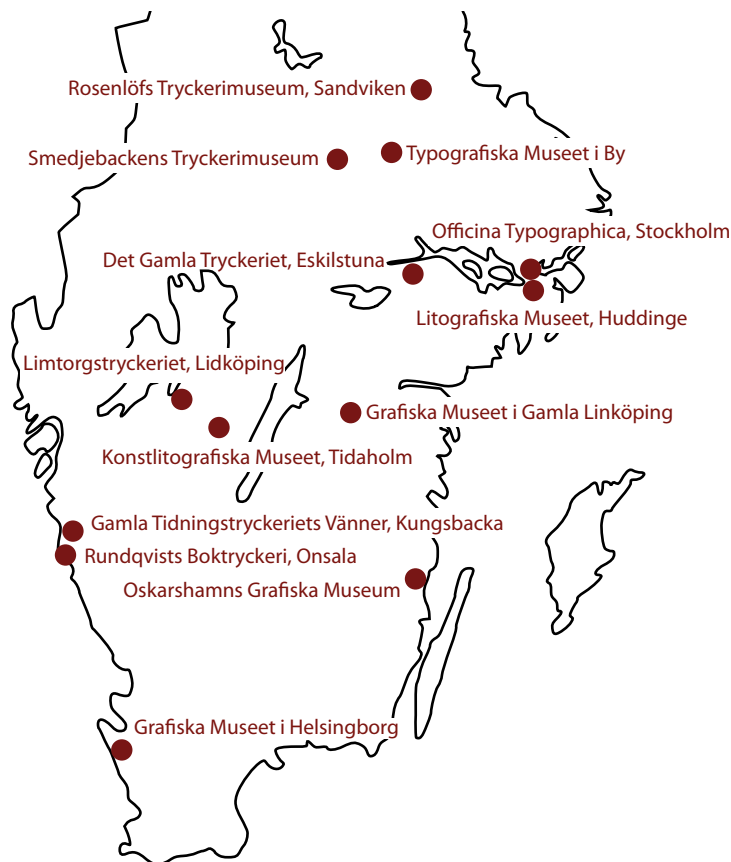 Rosenlöfs Tryckerimuseum, Sandviken
Smedjebackens Tryckerimuseum
Typografiska Museet i By
Officina Typographica, Stockholm
Det Gamla Tryckeriet, Eskilstuna
Litografiska Museet, Huddinge
Limtorgstryckeriet, Lidköping
Grafiska Museet i Gamla Linköping
Konstlitografiska Museet, Tidaholm
Gamla Tidningstryckeriets Vänner, Kungsbacka
Rundqvists Boktryckeri, Onsala
Oskarshamns Grafiska Museum
Grafiska Museet i Helsingborg